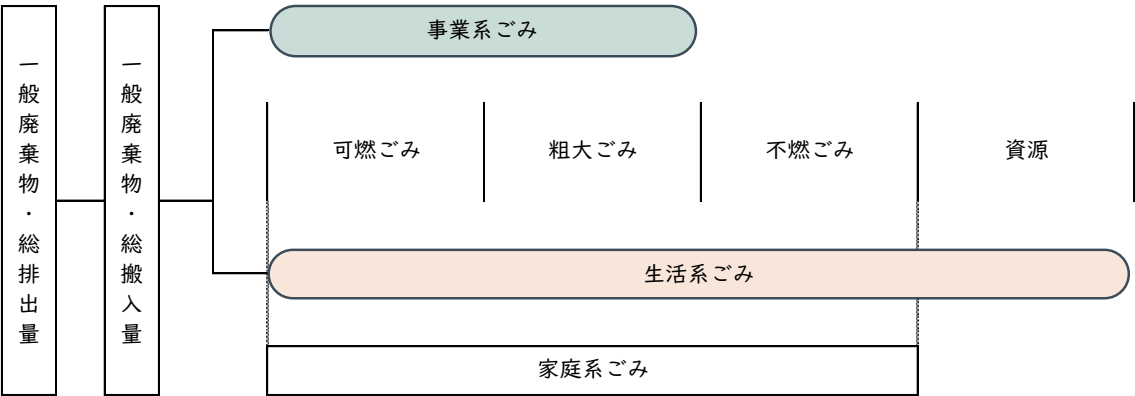 一般廃棄物・総排出量
一般廃棄物・総搬入量
事業系ごみ
可燃ごみ
粗大ごみ
不燃ごみ
資源
生活系ごみ
家庭系ごみ